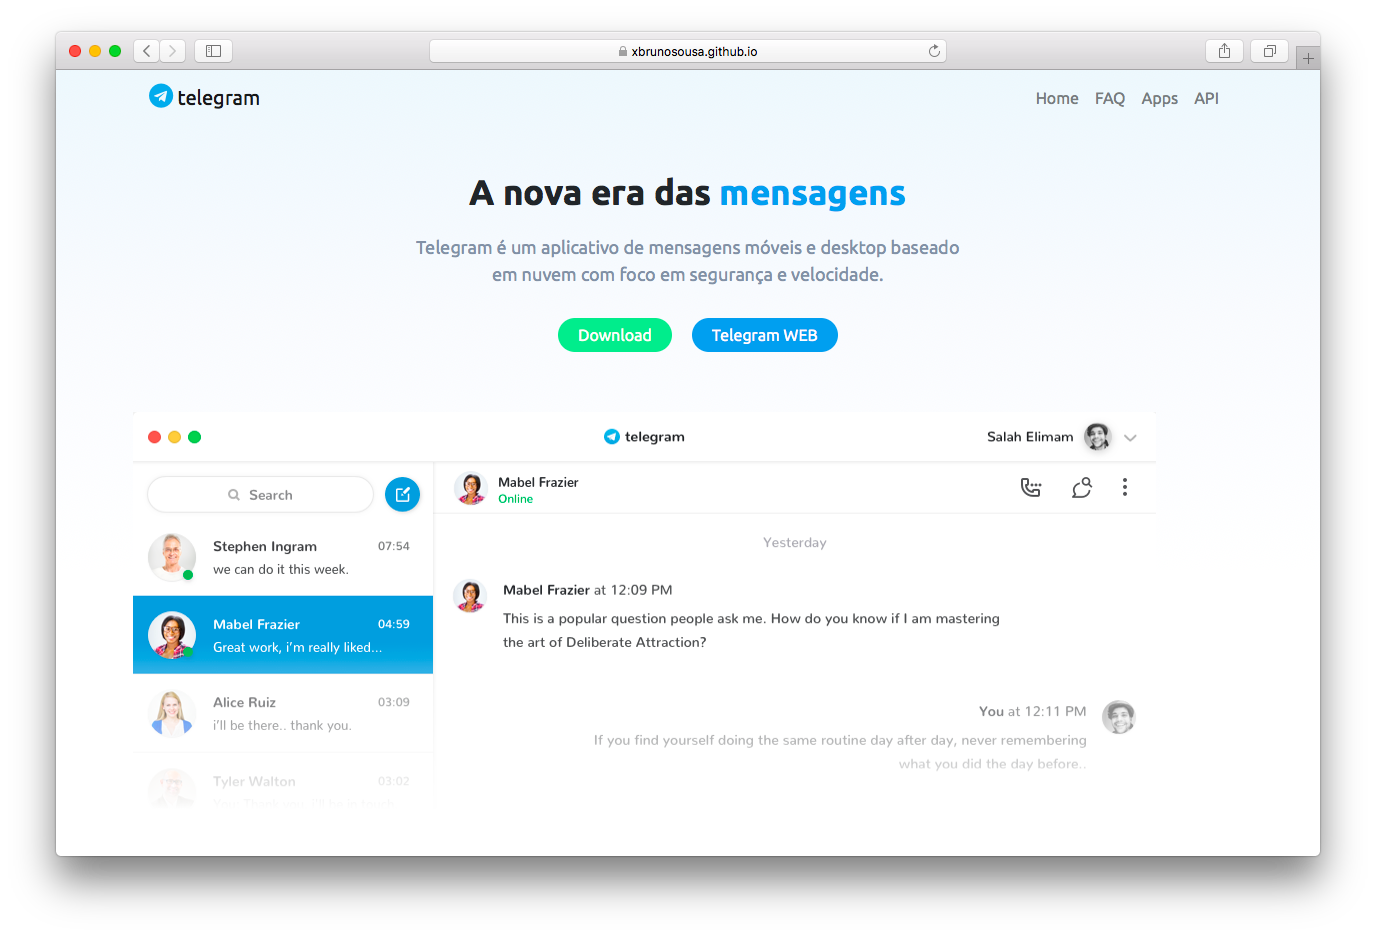 xbrunosousa.github.io
telegram
Home FAQ Apps API
A nova era das mensagens
Telegram é um aplicativo de mensagens móveis e desktop baseado
em nuvem com foco em segurança e velocidade.
Download Telegram WEB
telegram
Salah Elimam
Search
Stephen Ingram 07:54
we can do it this week.
Mabel Frazier 04:59
Great work, i'm really liked...
Alice Ruiz 03:09
i'll be there.. thank you.
Tyler Walton 03:02
Mabel Frazier
Online
Yesterday
Mabel Frazier at 12:09 PM
This is a popular question people ask me. How do you know if I am mastering
the art of Deliberate Attraction?
You at 12:11 PM
If you find yourself doing the same routine day after day, never remembering
what you did the day before..